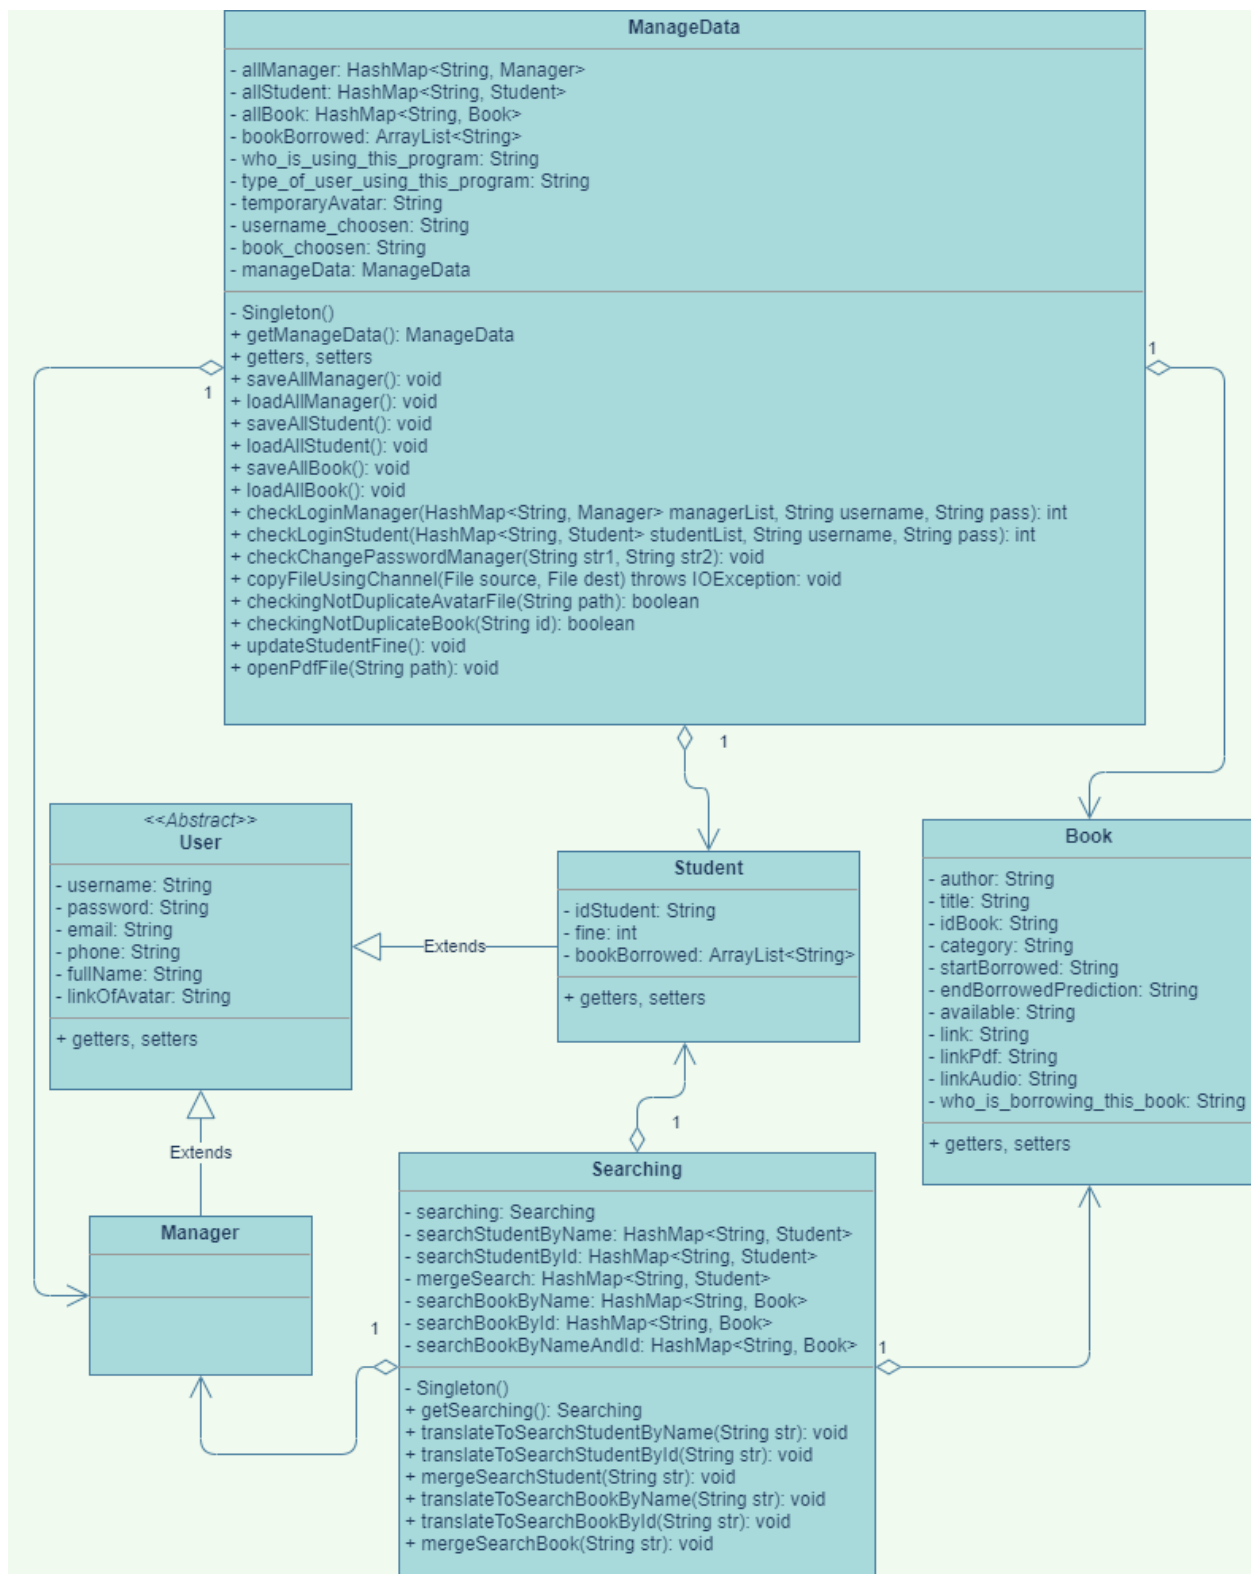 ManageData
- allManager: HashMap<String, Manager>
- allStudent: HashMap<String, Student>
- allBook: HashMap<String, Book>
- bookBorrowed: ArrayList<String>
- who_is_using_this_program: String
- type_of_user_using_this_program: String
- temporaryAvatar: String
- username_choosen: String
- book_choosen: String
- manageData: ManageData
- Singleton()
+ getManageData(): ManageData
+ getters, setters
+ saveAllManager(): void
+ loadAllManager(): void
+ saveAllStudent(): void
+ loadAllStudent(): void
+ saveAllBook(): void
+ loadAllBook(): void
+ checkLoginManager(HashMap<String, Manager> managerList, String username, String pass): int
+ checkLoginStudent(HashMap<String, Student> studentList, String username, String pass): int
+ checkChangePasswordManager(String str1, String str2): void
+ copyFileUsingChannel(File source, File dest) throws IOException: void
+ checkingNotDuplicateAvatarFile(String path): boolean
+ checkingNotDuplicateBook(String id): boolean
+ updateStudentFine(): void
+ openPdfFile(String path): void
1
1
1
<<Abstract>>
User
- username: String
- password: String
- email: String
- phone: String
- fullName: String
- linkOfAvatar: String
+ getters, setters
Extends
Student
- idStudent: String
- fine: int
- bookBorrowed: ArrayList<String>
+ getters, setters
Book
- author: String
- title: String
- idBook: String
- category: String
- startBorrowed: String
- endBorrowedPrediction: String
- available: String
- link: String
- linkPdf: String
- linkAudio: String
- who_is_borrowing_this_book: String
+ getters, setters
Extends
Manager
1
Searching
- searching: Searching
- searchStudentByName: HashMap<String, Student>
- searchStudentById: HashMap<String, Student>
- mergeSearch: HashMap<String, Student>
- searchBookByName: HashMap<String, Book>
- searchBookById: HashMap<String, Book>
- searchBookByNameAndId: HashMap<String, Book>
- Singleton()
+ getSearching(): Searching
+ translateToSearchStudentByName(String str): void
+ translateToSearchStudentById(String str): void
+ mergeSearchStudent(String str): void
+ translateToSearchBookByName(String str): void
+ translateToSearchBookById(String str): void
+ mergeSearchBook(String str): void
1
1